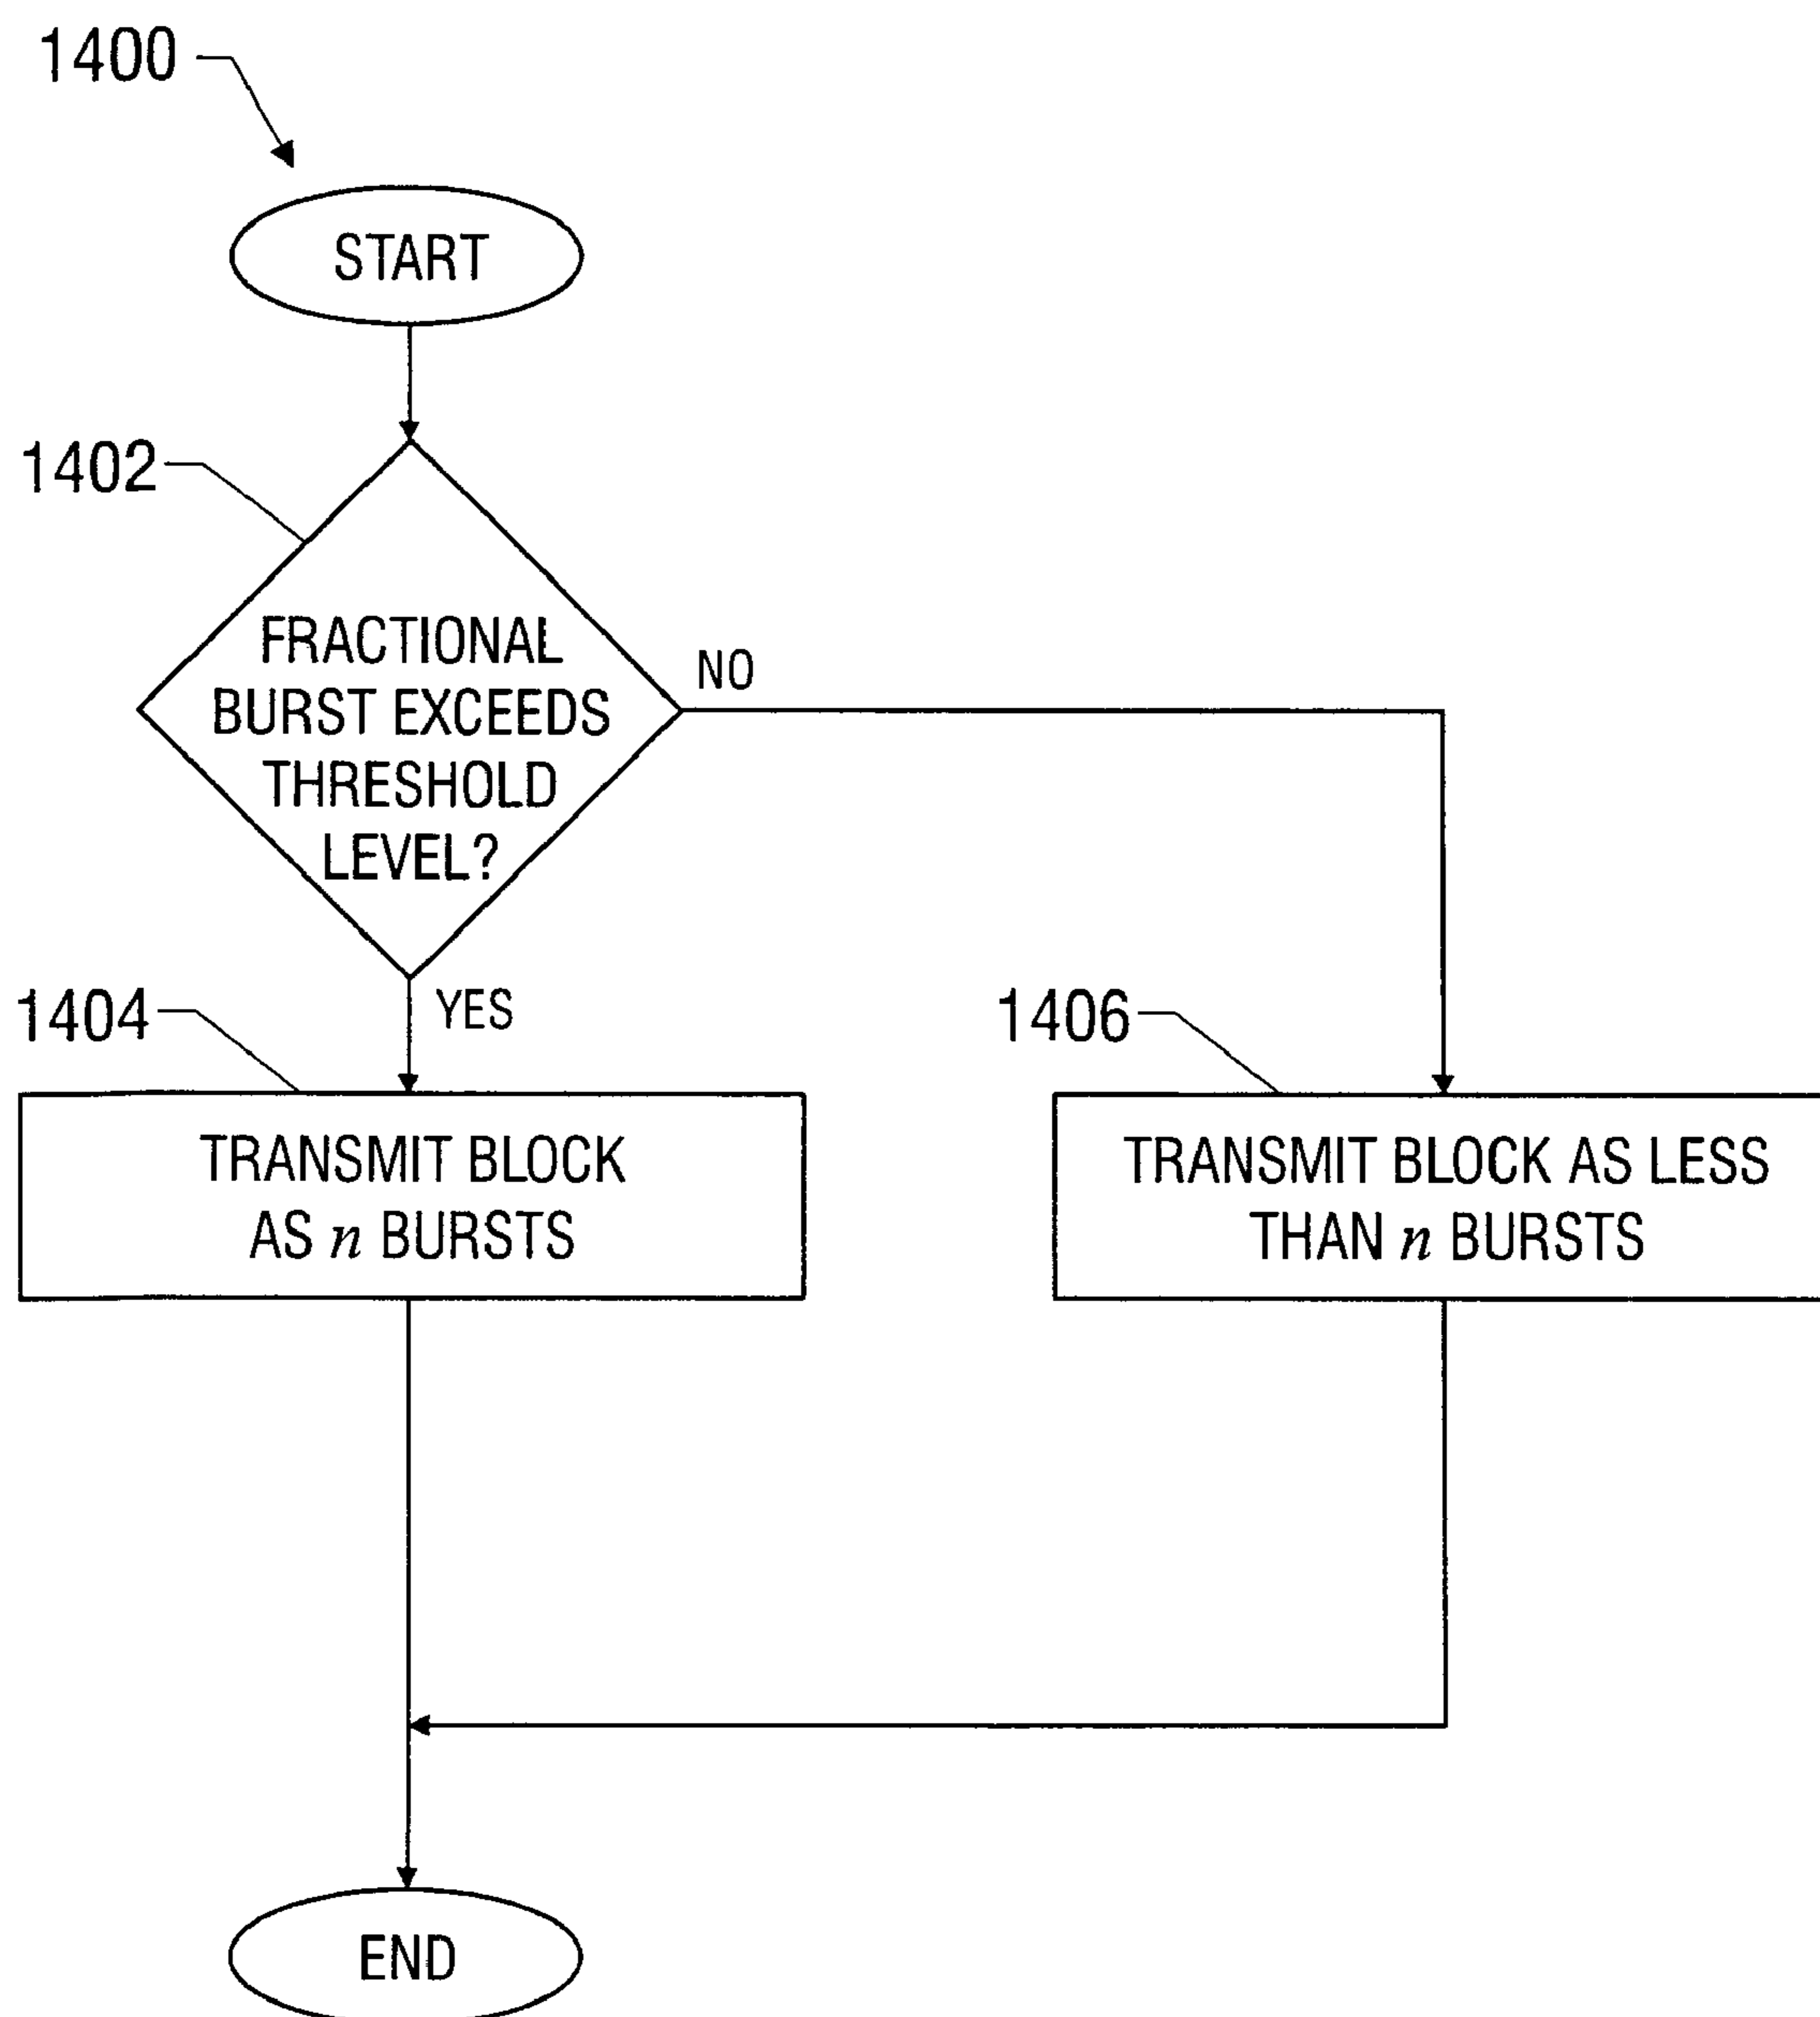 1400
START
1402
FRACTIONAL
BURST EXCEEDS
THRESHOLD
LEVEL?
NO
YES
1404
TRANSMIT BLOCK
AS n BURSTS
1406
TRANSMIT BLOCK AS LESS
THAN n BURSTS
END